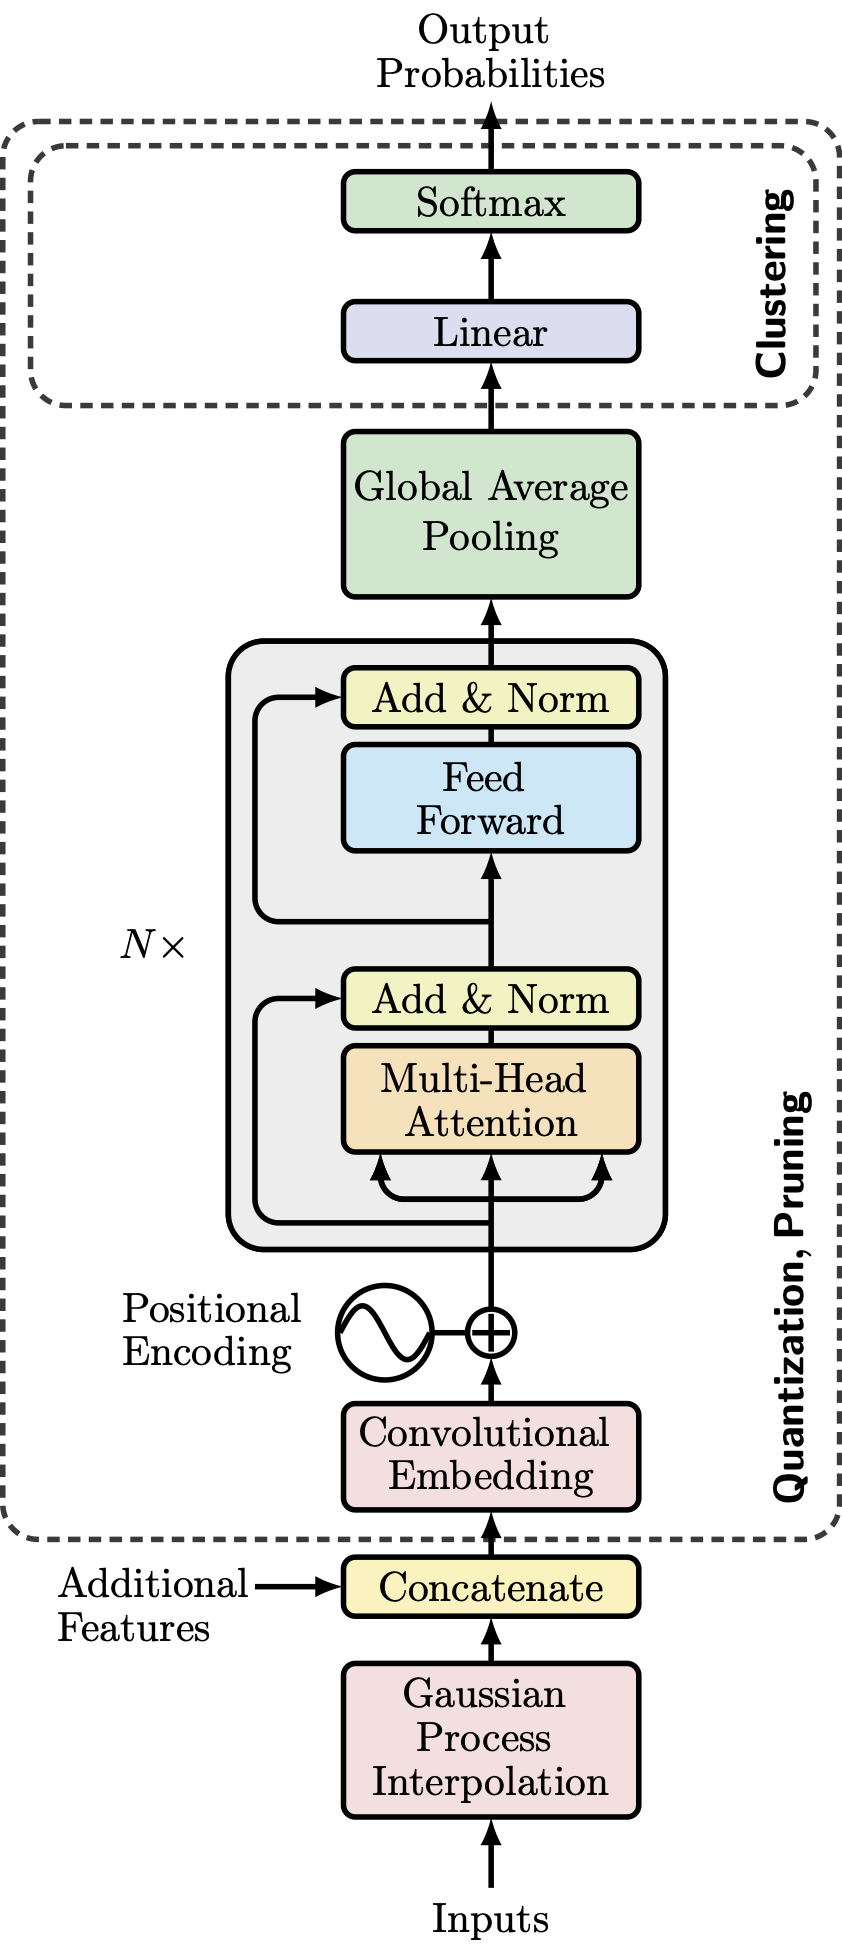 Output
Probabilities
Softmax
Clustering
Linear
Global Average
Pooling
Add & Norm
Feed
Forward
N×
Add & Norm
Multi-Head
Attention
Quantization, Pruning
Positional
Encoding
Convolutional
Embedding
Additional
Features
Concatenate
Gaussian
Process
Interpolation
Inputs